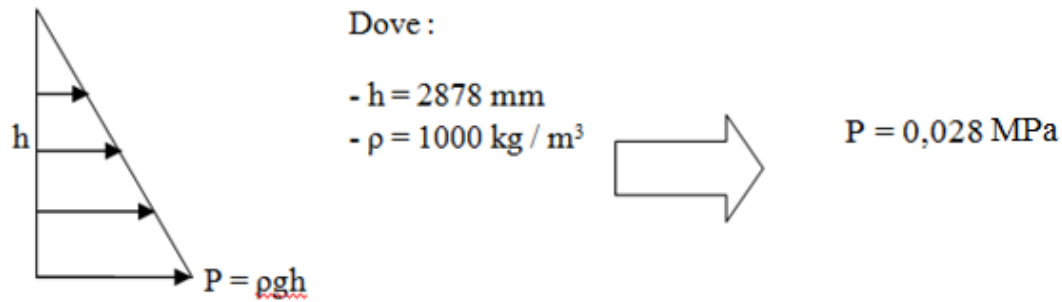 Dove :
- h = 2878 mm
- ρ = 1000 kg / m³
h
P = 0,028 MPa
P = ρgh